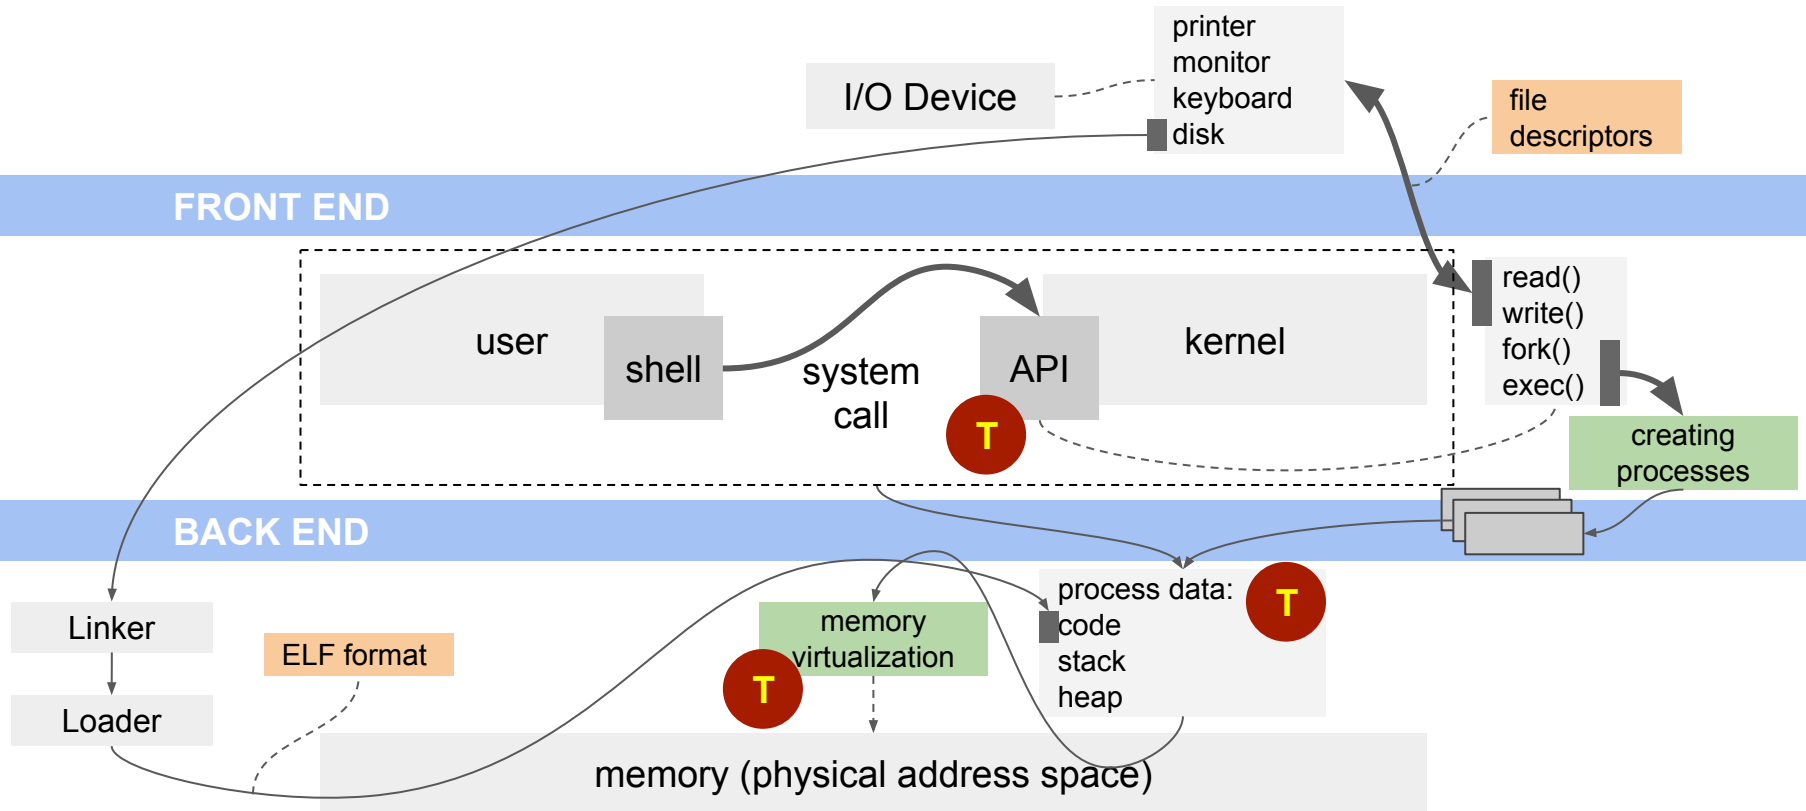 printer
monitor
keyboard
disk
I/O Device
file
descriptors
FRONT END
user
shell
system
call
API
kernel
T
read()
write()
fork()
exec()
creating
processes
BACK END
Linker
Loader
ELF format
memory
virtualization
T
process data:
code
stack
heap
T
memory (physical address space)